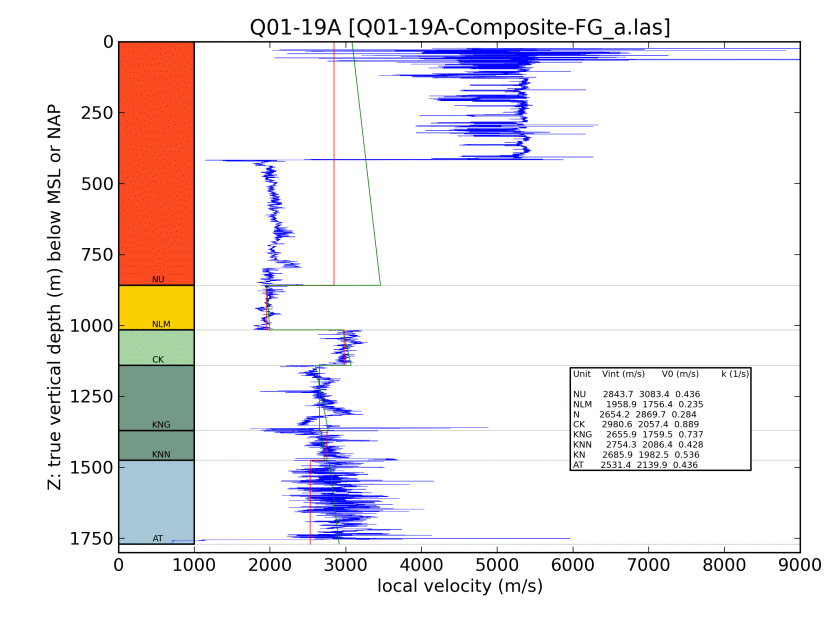 Q01-19A [Q01-19A-Composite-FG_a.las]
Z: true vertical depth (m) below MSL or NAP
0
250
500
750
1000
1250
1500
1750
NU
NLM
CK
KNG
KNN
AT
Unit Vint (m/s) V0 (m/s) k (1/s)
NU 2843.7 3083.4 0.436
NLM 1958.9 1756.4 0.235
N 2654.2 2869.7 0.284
CK 2980.6 2057.4 0.889
KNG 2655.9 1759.5 0.737
KNN 2754.3 2086.4 0.428
KN 2685.9 1982.5 0.536
AT 2531.4 2139.9 0.436
0 1000 2000 3000 4000 5000 6000 7000 8000 9000
local velocity (m/s)